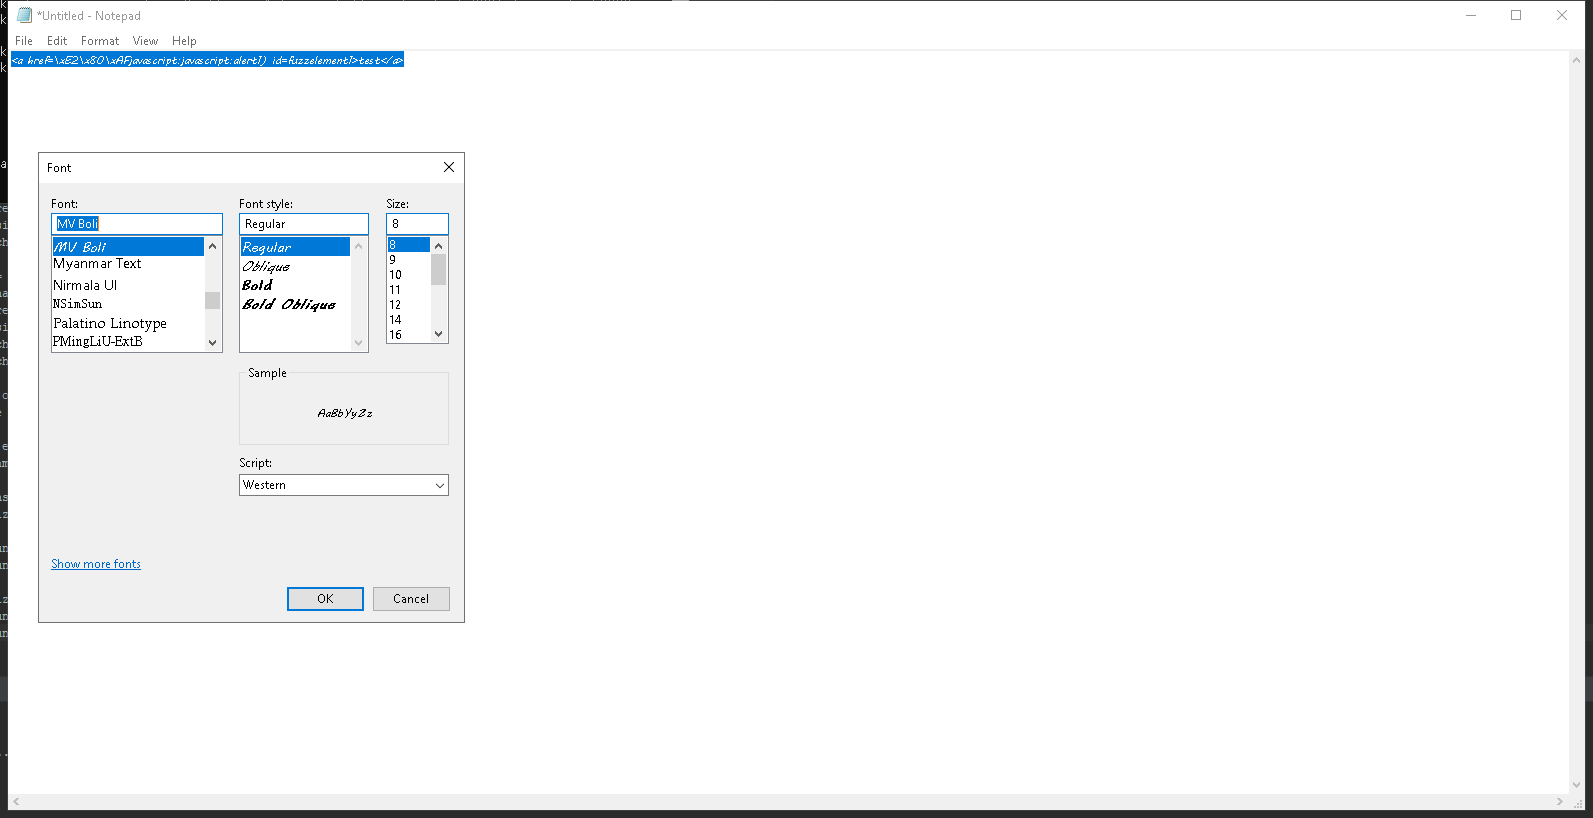 *Untitled - Notepad
File Edit Format View Help
<a href=\xE2\x80\xAFjavascript:javascript:alert1) id=fuzzelement1>test</a>
Font
Font: Font style: Size:
MV Boli Regular 8
MV Boli Regular 8
Myanmar Text Oblique 9
Nirmala UI Bold 10
NSimSun Bold Oblique 11
Palatino Linotype 12
PMingLiU-ExtB 14
16
Sample
AaBbYyZz
Script:
Western
Show more fonts
OK Cancel